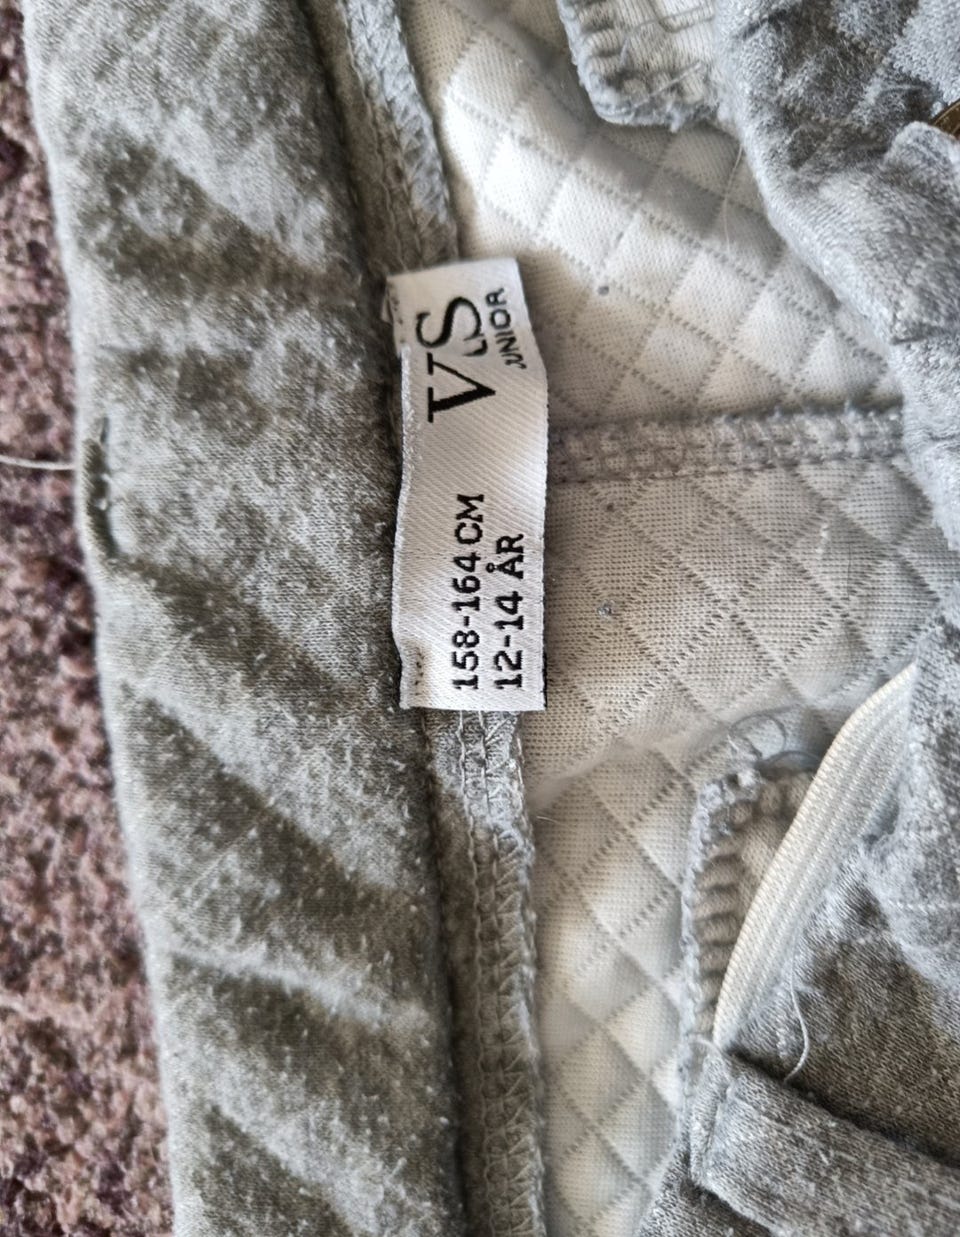 VS
JUNIOR
158-164 CM
12-14 ÅR